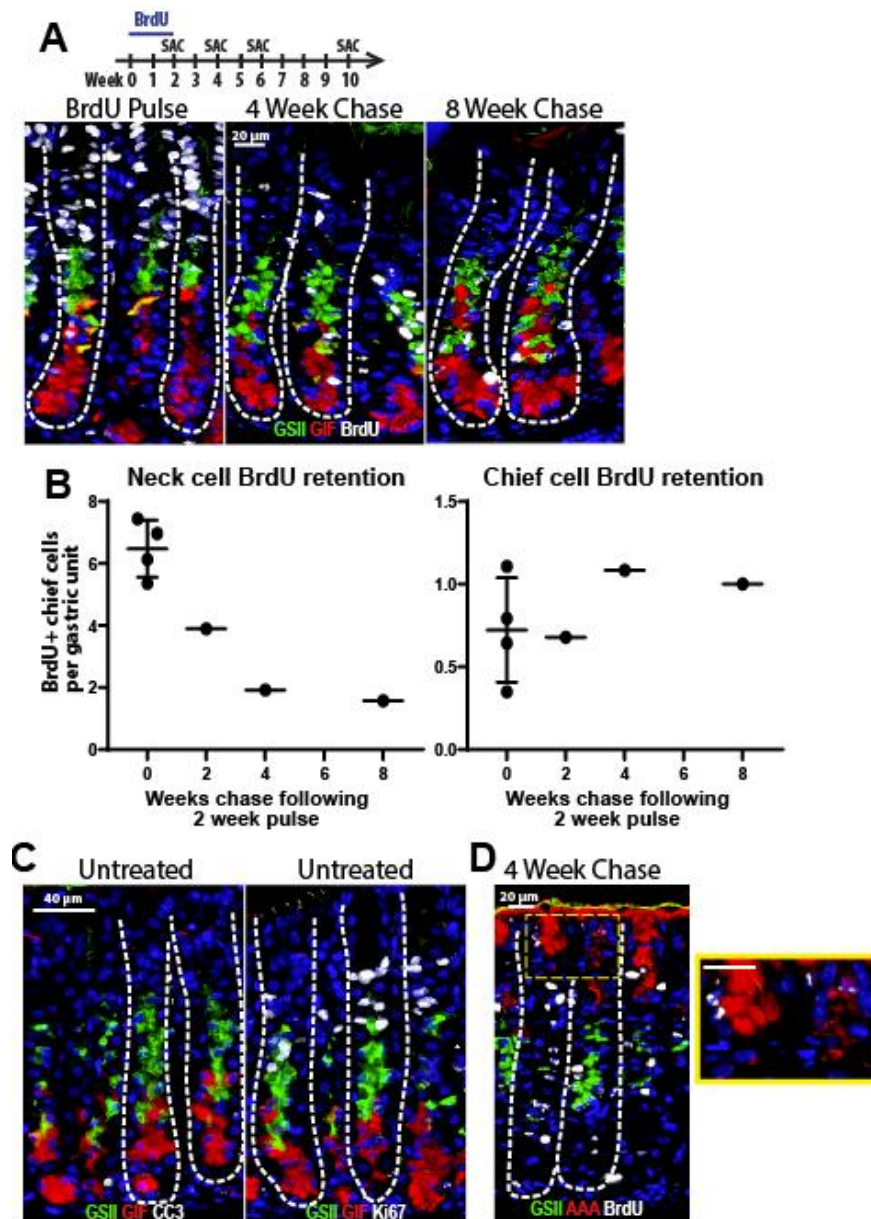 A
BrdU
SAC SAC SAC SAC
Week 0 1 2 3 4 5 6 7 8 9 10
BrdU Pulse 4 Week Chase 8 Week Chase
20 µm
GSII GIF BrdU
B
Neck cell BrdU retention Chief cell BrdU retention
BrdU+ chief cells
per gastric unit
8
6
4
2
0
1.5
1.0
0.5
0.0
0 2 4 6 8 0 2 4 6 8
Weeks chase following Weeks chase following
2 week pulse 2 week pulse
C D
Untreated Untreated 4 Week Chase
40 µm 20 µm
GSII GIF CC3 GSII GIF Ki67 GSII AAA BrdU